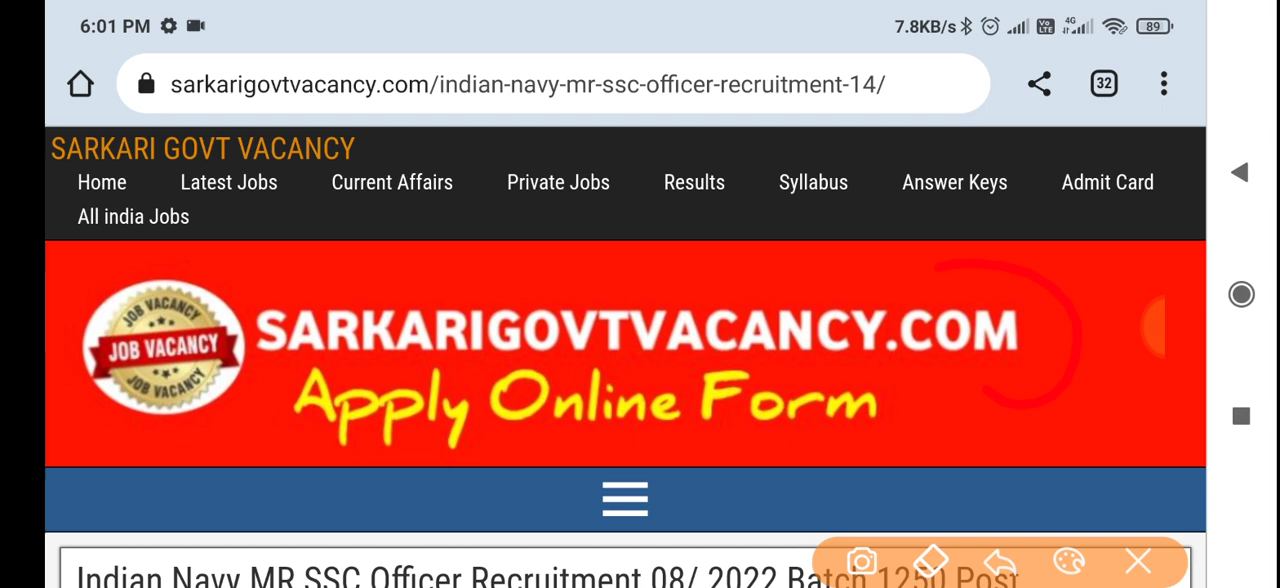 6:01 PM 7.8KB/s Vo LTE 4G 89
sarkarigovtvacancy.com/indian-navy-mr-ssc-officer-recruitment-14/ 32
SARKARI GOVT VACANCY
Home Latest Jobs Current Affairs Private Jobs Results Syllabus Answer Keys Admit Card
All india Jobs
JOB VACANCY
JOB VACANCY
JOB VACANCY
SARKARIGOVTVACANCY.COM
Apply Online Form
Indian Navy MR SSC Officer Recruitment 08/ 2022 Batch 1250 Post